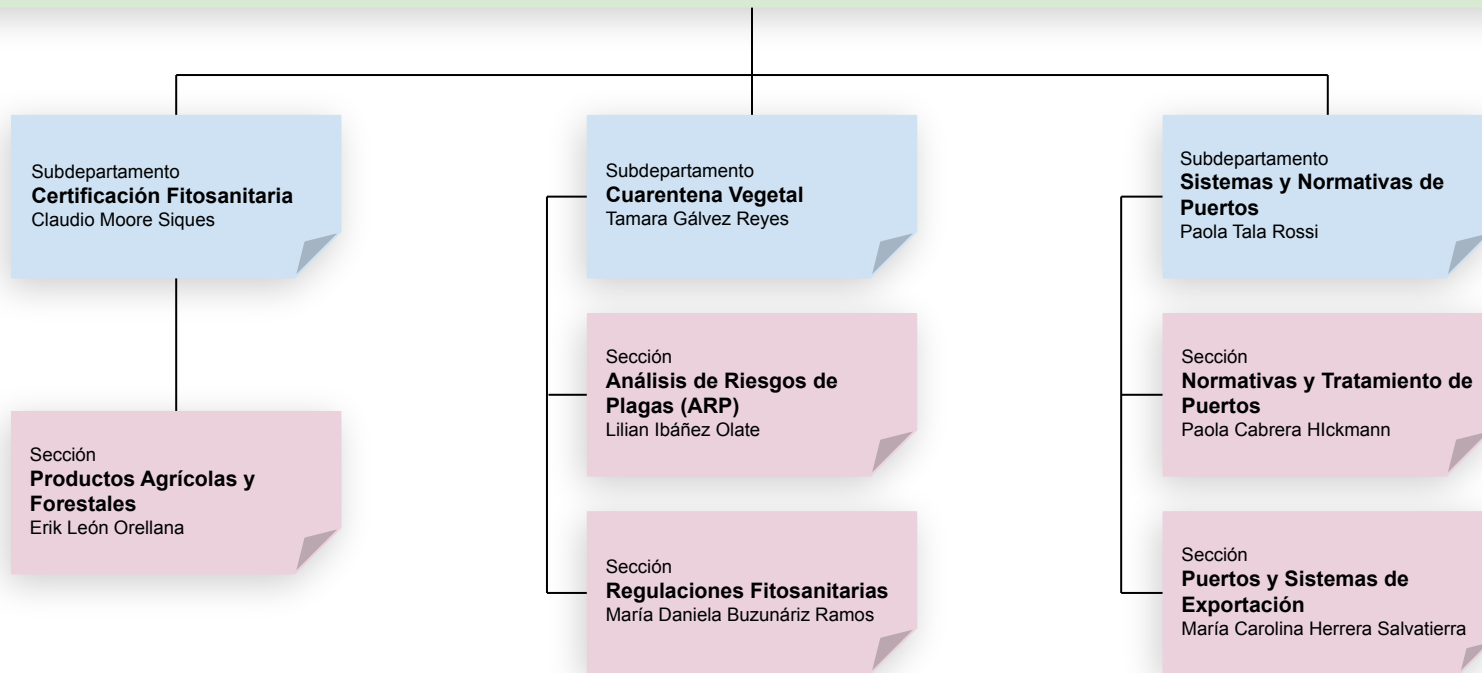 Subdepartamento
Certificación Fitosanitaria
Claudio Moore Siques
Sección
Productos Agrícolas y
Forestales
Erik León Orellana
Subdepartamento
Cuarentena Vegetal
Tamara Gálvez Reyes
Sección
Análisis de Riesgos de
Plagas (ARP)
Lilian Ibáñez Olate
Sección
Regulaciones Fitosanitarias
María Daniela Buzunáriz Ramos
Subdepartamento
Sistemas y Normativas de
Puertos
Paola Tala Rossi
Sección
Normativas y Tratamiento de
Puertos
Paola Cabrera HIckmann
Sección
Puertos y Sistemas de
Exportación
María Carolina Herrera Salvatierra